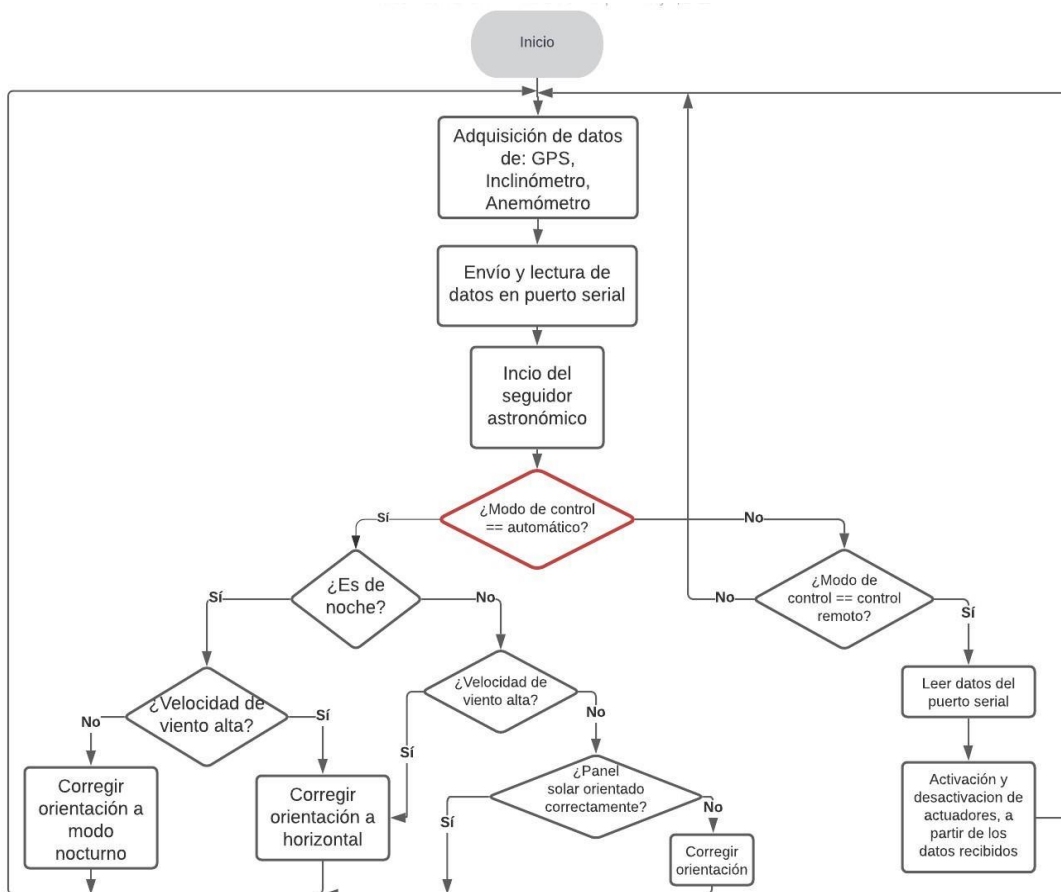 Inicio
Adquisición de datos
de: GPS,
Inclinómetro,
Anemómetro
Envío y lectura de
datos en puerto serial
Incio del
seguidor
astronómico
¿Modo de control
== automático?
Sí
No
¿Es de
noche?
¿Modo de
control == control
remoto?
Sí
No
No
Sí
¿Velocidad de
viento alta?
¿Velocidad de
viento alta?
Leer datos del
puerto serial
No
Sí
Sí
No
Corregir
orientación a
modo
nocturno
Corregir
orientación a
horizontal
¿Panel
solar orientado
correctamente?
Sí
No
Corregir
orientación
Activación y
desactivacion de
actuadores, a
partir de los
datos recibidos